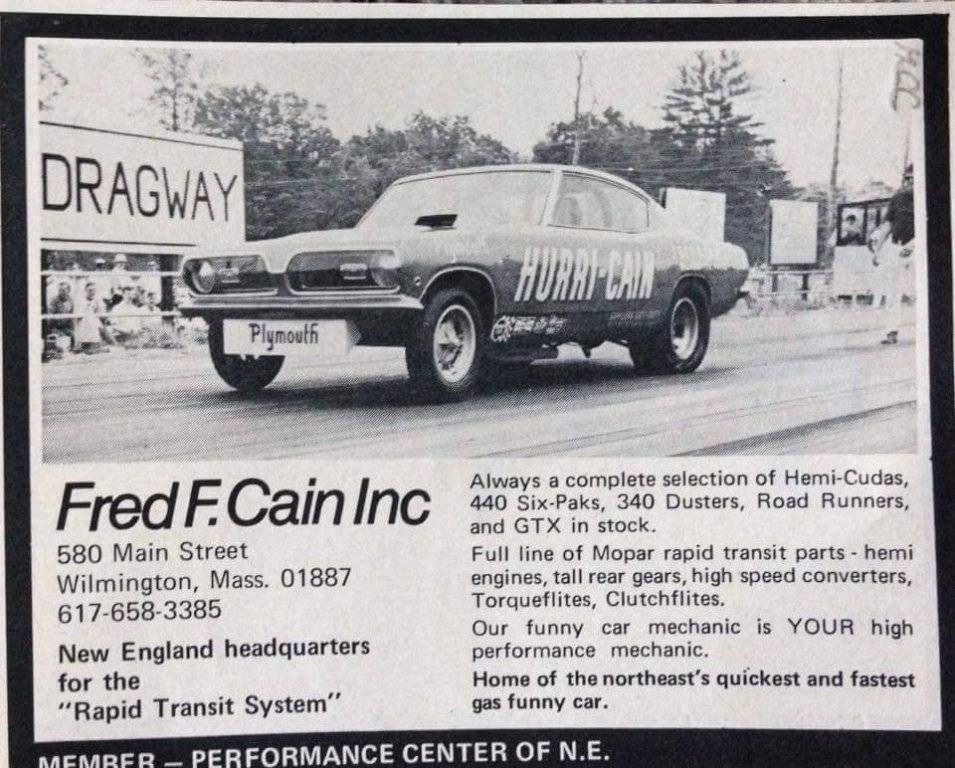 DRAGWAY
HURRI-CAIN
Plymouth
Fred F. Cain Inc
580 Main Street
Wilmington, Mass. 01887
617-658-3385
New England headquarters
for the
"Rapid Transit System"
Always a complete selection of Hemi-Cudas,
440 Six-Paks, 340 Dusters, Road Runners,
and GTX in stock.
Full line of Mopar rapid transit parts - hemi
engines, tall rear gears, high speed converters,
Torqueflites, Clutchflites.
Our funny car mechanic is YOUR high
performance mechanic.
Home of the northeast's quickest and fastest
gas funny car.
MEMBER — PERFORMANCE CENTER OF N.E.